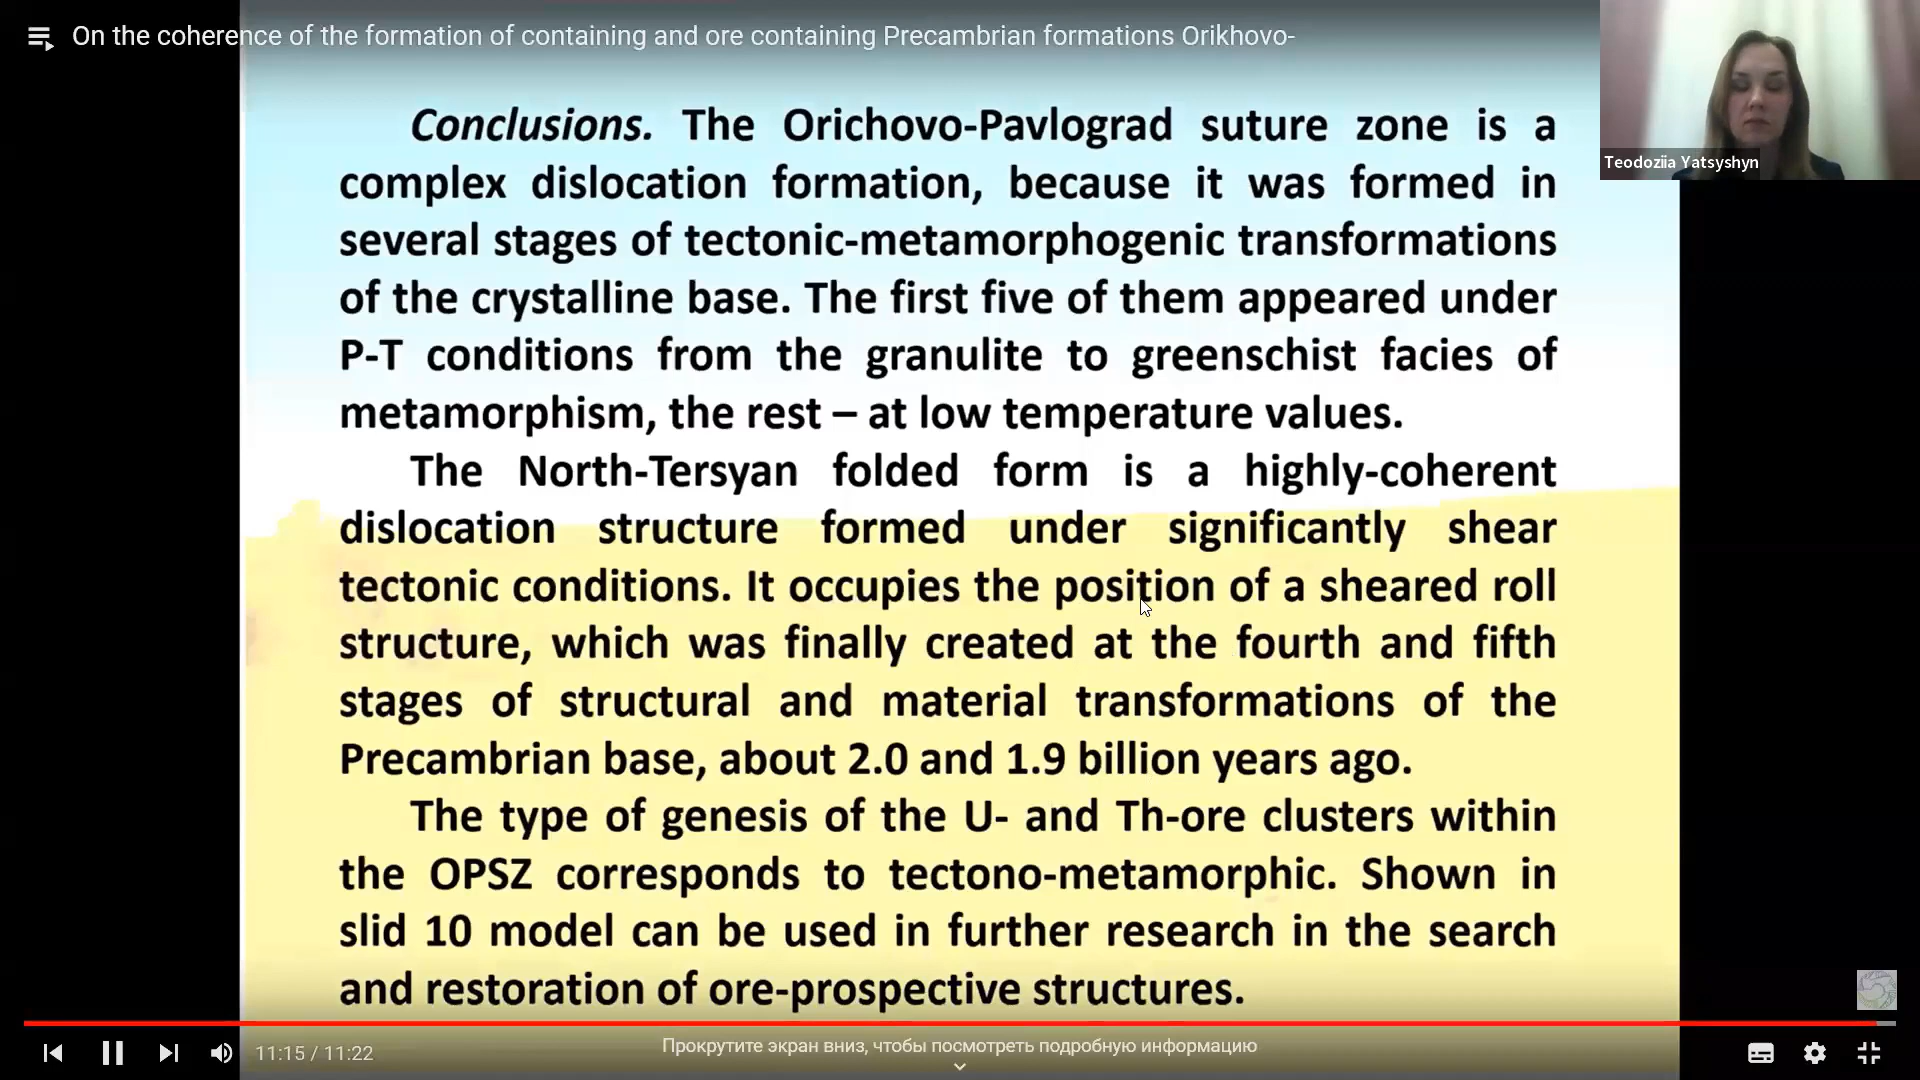 On the coherence of the formation of containing and ore containing Precambrian formations Orikhovo-
Teodoziia Yatsyshyn
Conclusions. The Orichovo-Pavlograd suture zone is a
complex dislocation formation, because it was formed in
several stages of tectonic-metamorphogenic transformations
of the crystalline base. The first five of them appeared under
P-T conditions from the granulite to greenschist facies of
metamorphism, the rest – at low temperature values.
The North-Tersyan folded form is a highly-coherent
dislocation structure formed under significantly shear
tectonic conditions. It occupies the position of a sheared roll
structure, which was finally created at the fourth and fifth
stages of structural and material transformations of the
Precambrian base, about 2.0 and 1.9 billion years ago.
The type of genesis of the U- and Th-ore clusters within
the OPSZ corresponds to tectono-metamorphic. Shown in
slid 10 model can be used in further research in the search
and restoration of ore-prospective structures.
11:15 / 11:22
Прокрутите экран вниз, чтобы посмотреть подробную информацию